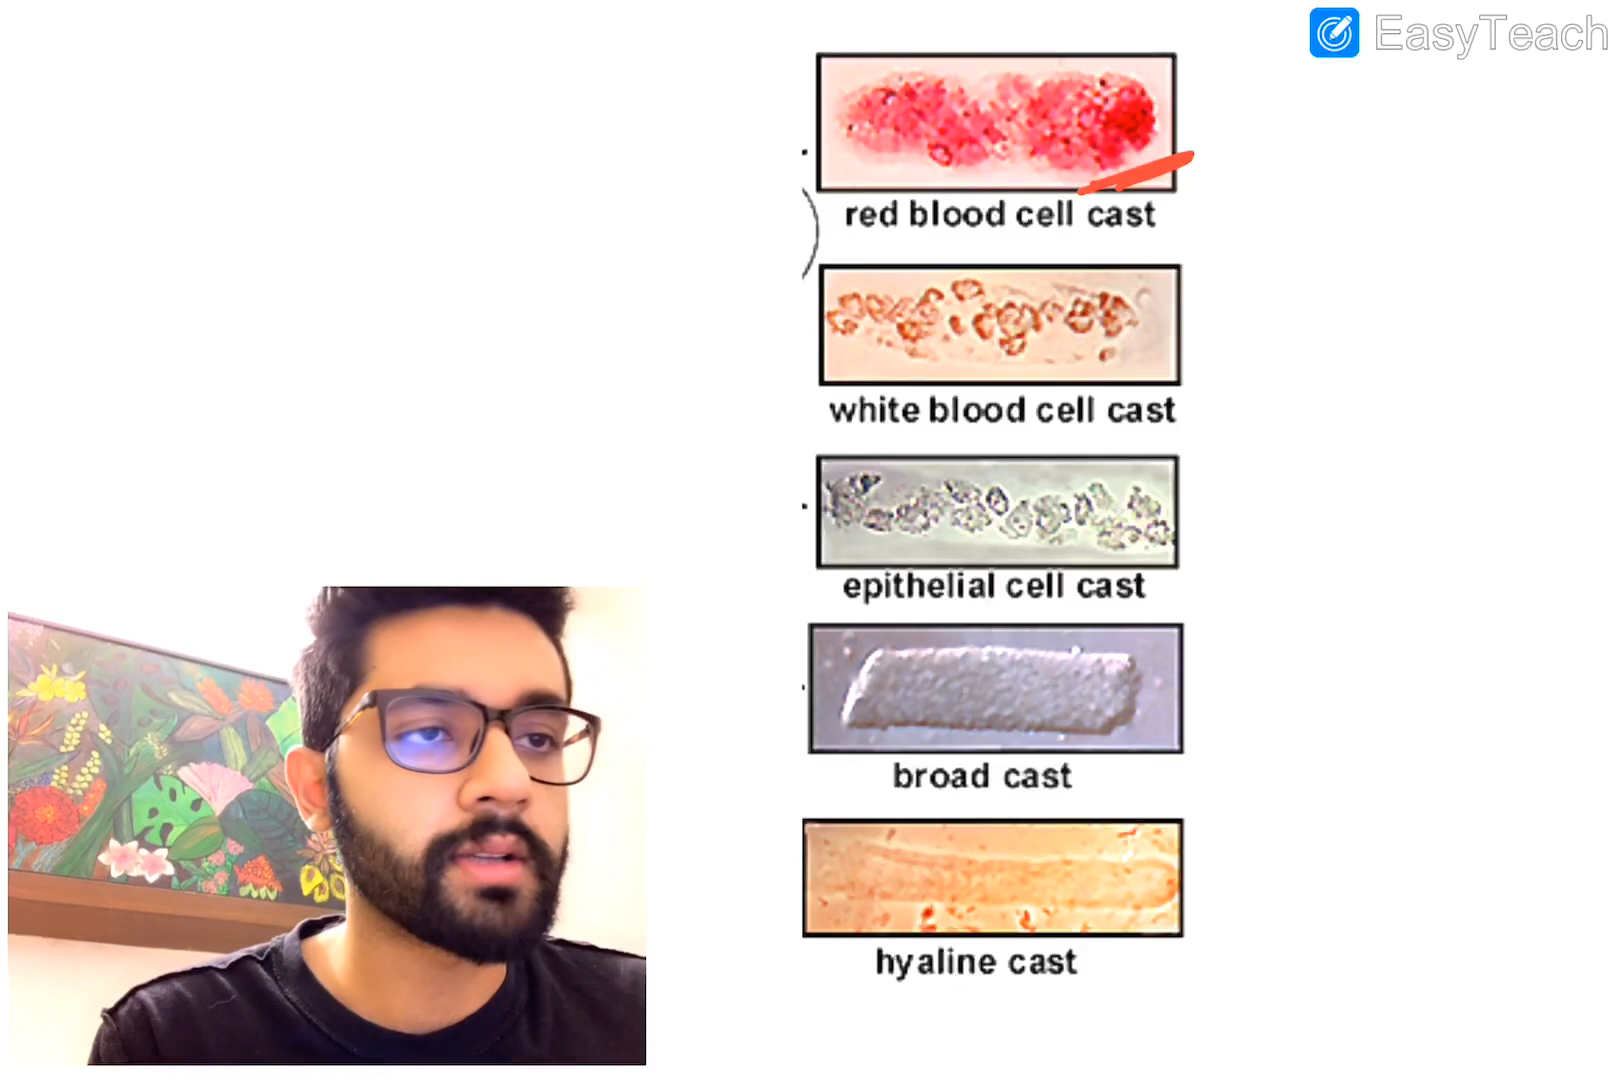 EasyTeach
red blood cell cast
white blood cell cast
epithelial cell cast
broad cast
hyaline cast